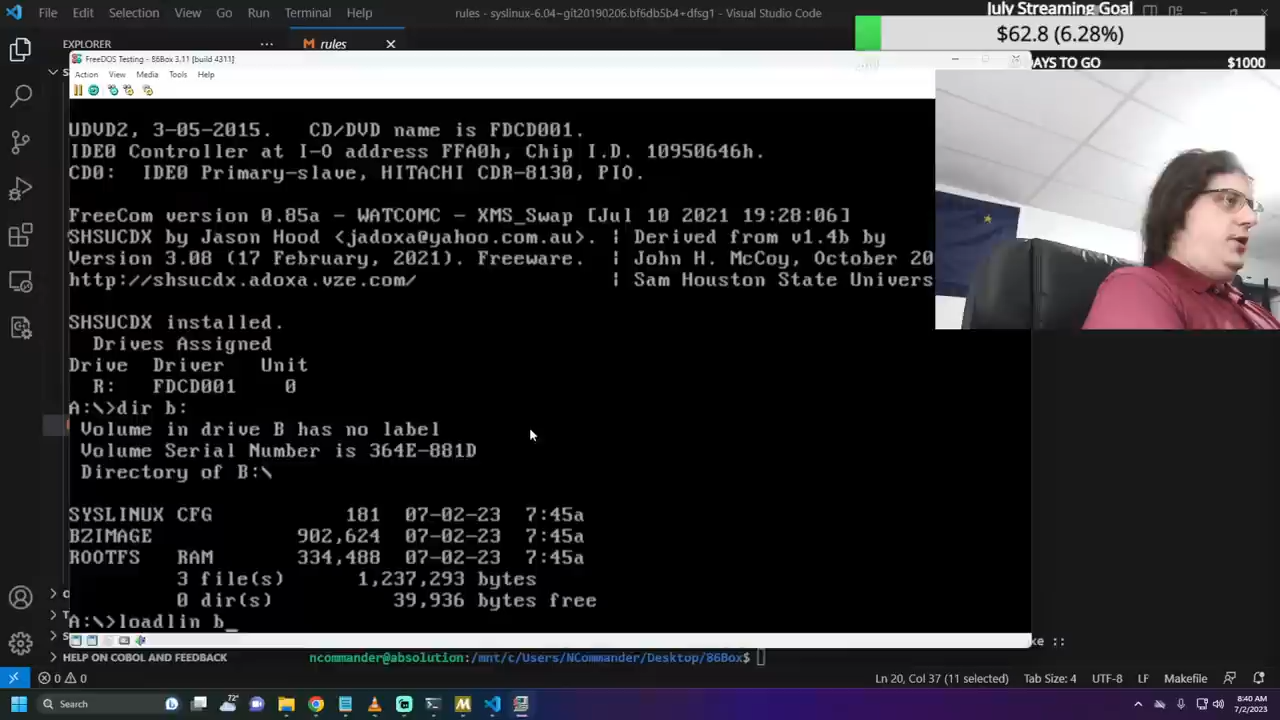 File Edit Selection View Go Run Terminal Help
rules - syslinux-6.04~git20190206.bf6db5b4+dfsg1 - Visual Studio Code
July Streaming Goal
$62.8 (6.28%)
DAYS TO GO
$1000
EXPLORER
rules
FreeDOS Testing - 86Box 3.11 [build 4311]
Action View Media Tools Help
UDVD2, 3-05-2015. CD/DVD name is FDCD001.
IDE0 Controller at I-O address FFA0h, Chip I.D. 10950646h.
CD0: IDE0 Primary-slave, HITACHI CDR-8130, PIO.
FreeCom version 0.85a - WATCOMC - XMS_Swap [Jul 10 2021 19:28:06]
SHSUCDX by Jason Hood <jadoxa@yahoo.com.au>. | Derived from v1.4b by
Version 3.08 (17 February, 2021). Freeware. | John H. McCoy, October 20
http://shsucdx.adoxa.vze.com/ | Sam Houston State Univers
SHSUCDX installed.
Drives Assigned
Drive Driver Unit
R: FDCD001 0
A:\>dir b:
Volume in drive B has no label
Volume Serial Number is 364E-881D
Directory of B:\
SYSLINUX CFG 181 07-02-23 7:45a
BZIMAGE 902,624 07-02-23 7:45a
ROOTFS RAM 334,488 07-02-23 7:45a
3 file(s) 1,237,293 bytes
0 dir(s) 39,936 bytes free
A:\>loadlin b_
HELP ON COBOL AND FEEDBACK
ncommander@absolution:/mnt/c/Users/NCommander/Desktop/86Box$
0 0
Ln 20, Col 37 (11 selected) Tab Size: 4 UTF-8 LF Makefile
Search
72°
8:40 AM
7/2/2023